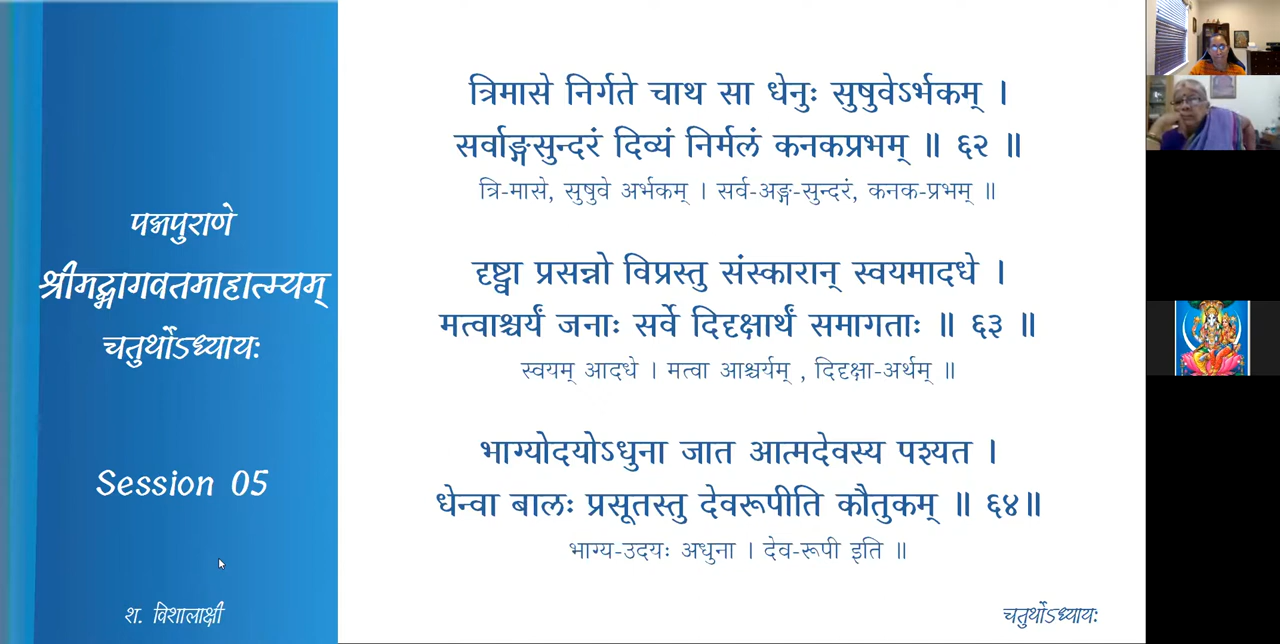 पद्मपुराणे
श्रीमद्भागवतमाहात्म्यम्
चतुर्थोऽध्यायः
Session 05
श. विशालाक्षी
त्रिमासे निर्गते चाथ सा धेनुः सुषुवेऽर्भकम् ।
सर्वाङ्गसुन्दरं दिव्यं निर्मलं कनकप्रभम् ॥ ६२ ॥
त्रि-मासे, सुषुवे अर्भकम् । सर्व-अङ्ग-सुन्दरं, कनक-प्रभम् ॥
दृष्ट्वा प्रसन्नो विप्रस्तु संस्कारान् स्वयमादधे ।
मत्वाश्चर्यं जनाः सर्वे दिदृक्षार्थं समागताः ॥ ६३ ॥
स्वयम् आदधे । मत्वा आश्चर्यम् , दिदृक्षा-अर्थम् ॥
भाग्योदयोऽधुना जात आत्मदेवस्य पश्यत ।
धेन्वा बालः प्रसूतस्तु देवरूपीति कौतुकम् ॥ ६४॥
भाग्य-उदयः अधुना । देव-रूपी इति ॥
चतुर्थोऽध्यायः